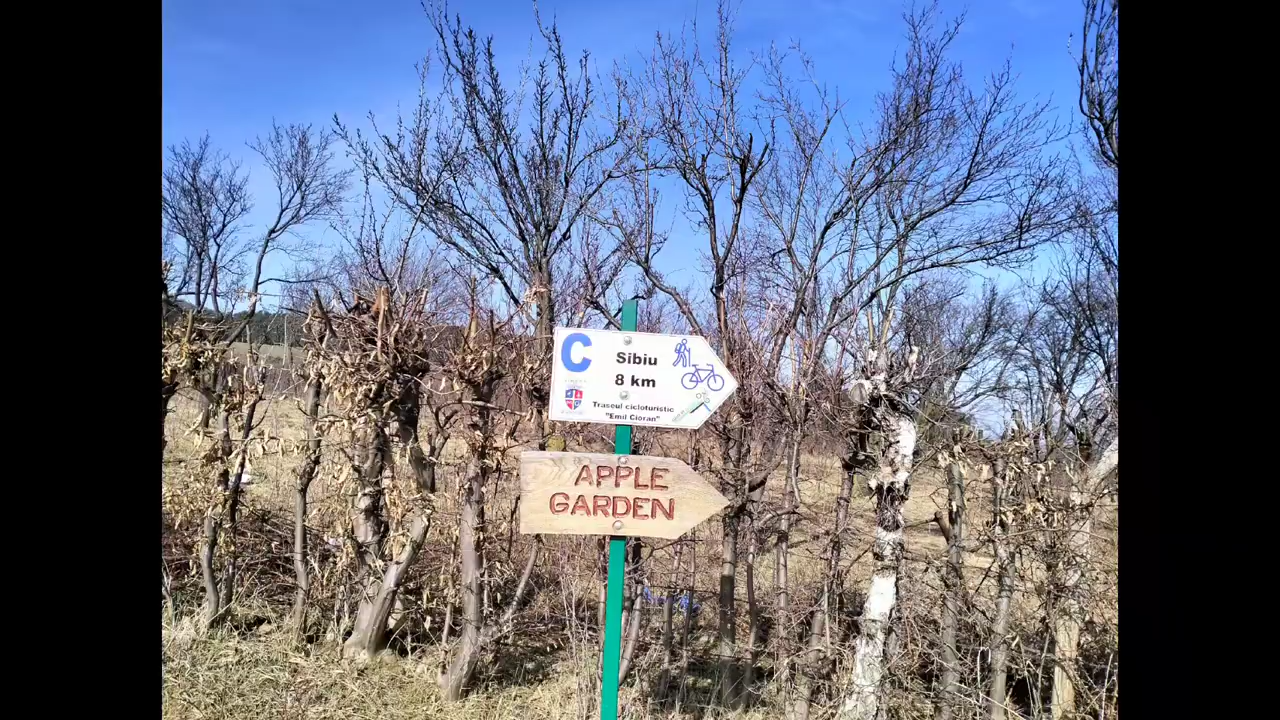 C
Sibiu
8 km
Traseul cicloturistic
"Emil Cioran"
APPLE
GARDEN